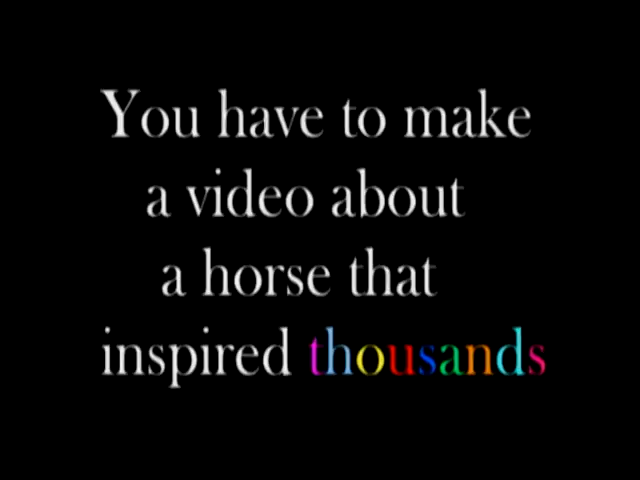 You have to make
a video about
a horse that
inspired thousands